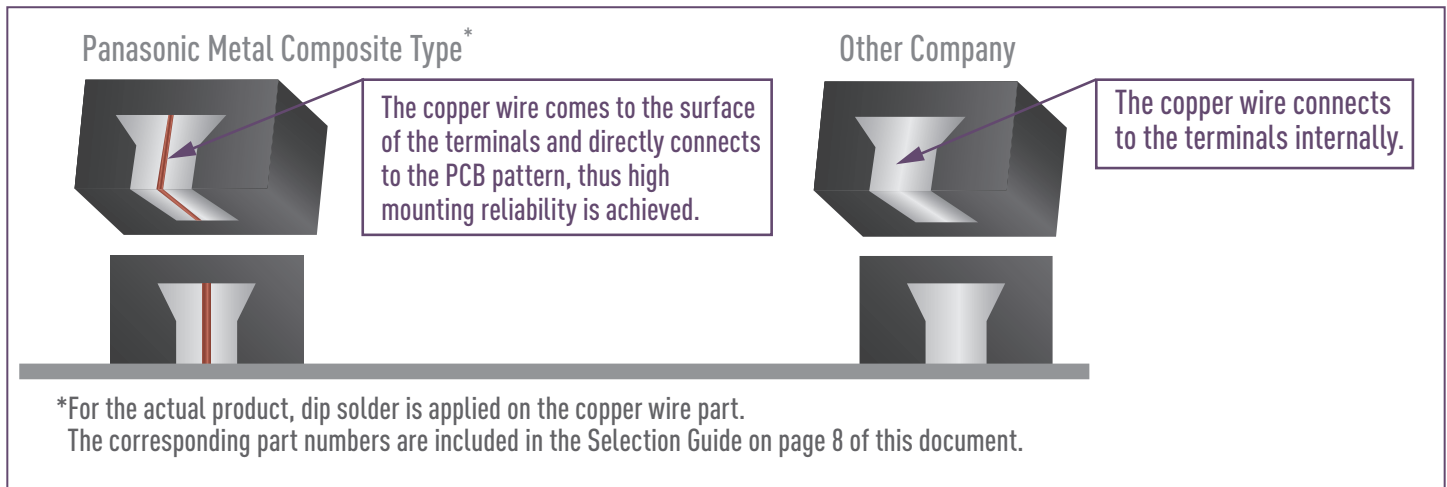 Panasonic Metal Composite Type*
Other Company
The copper wire comes to the surface
of the terminals and directly connects
to the PCB pattern, thus high
mounting reliability is achieved.
The copper wire connects
to the terminals internally.
*For the actual product, dip solder is applied on the copper wire part.
The corresponding part numbers are included in the Selection Guide on page 8 of this document.